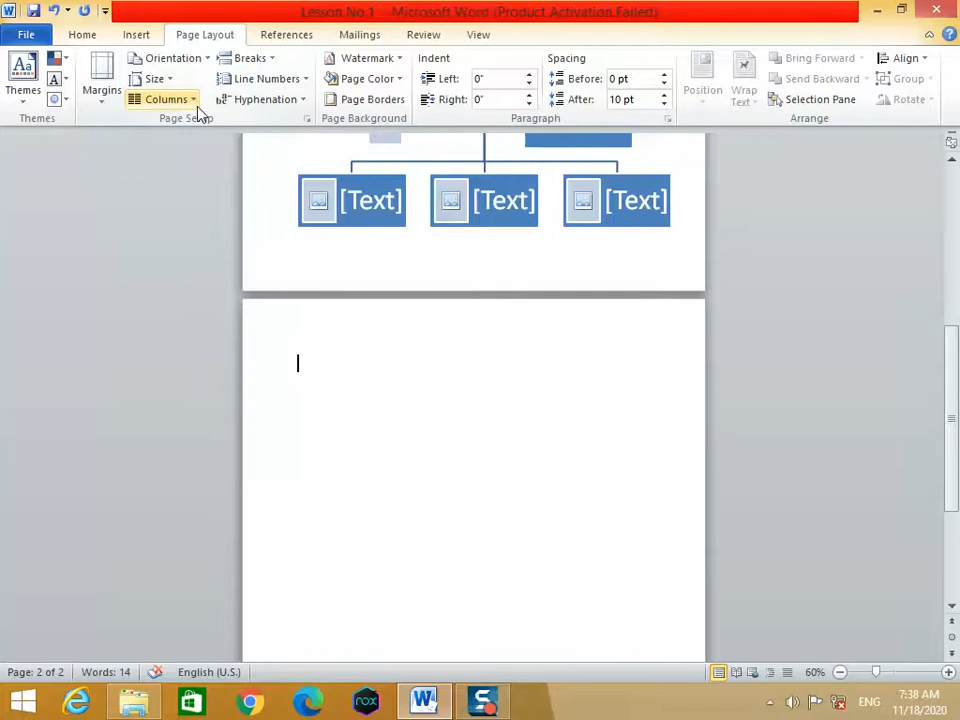 Lesson No 1 - Microsoft Word (Product Activation Failed)
File Home Insert Page Layout References Mailings Review View
Themes
Themes
Margins
Orientation
Size
Columns
Breaks
Line Numbers
Hyphenation
Page Setup
Watermark
Page Color
Page Borders
Page Background
Indent
Left: 0"
Right: 0"
Spacing
Before: 0 pt
After: 10 pt
Paragraph
Position
Wrap
Text
Bring Forward
Send Backward
Selection Pane
Align
Group
Rotate
Arrange
[Text] [Text] [Text]
Page: 2 of 2 Words: 14 English (U.S.) 60%
nox
ENG
7:38 AM
11/18/2020